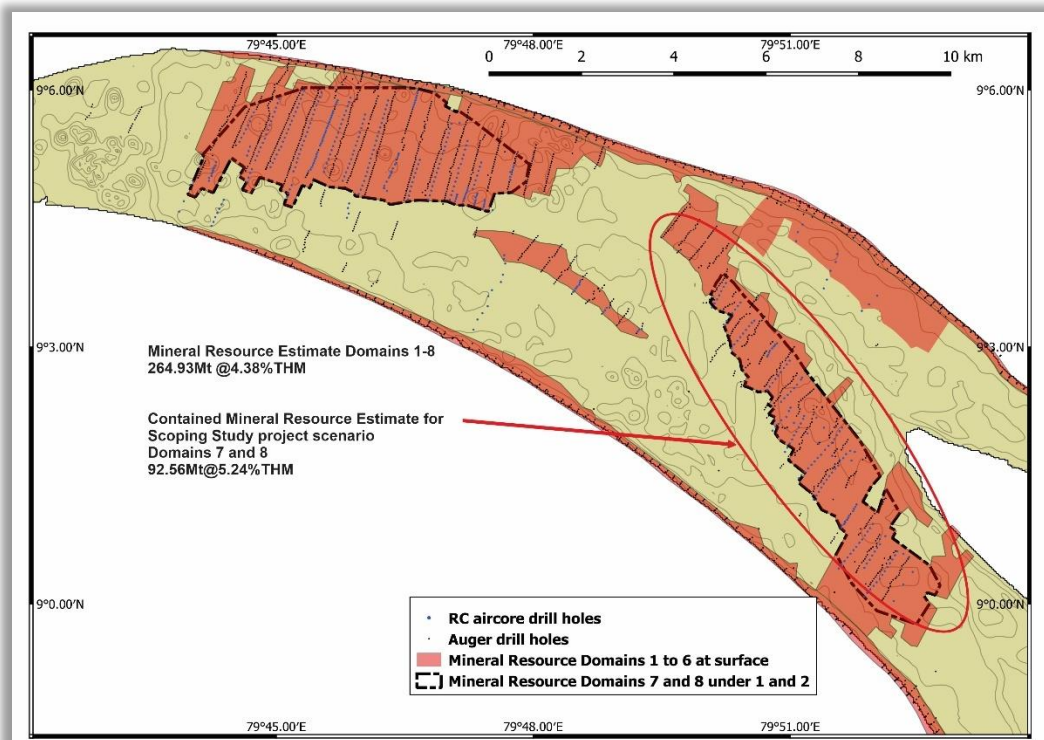 79°45.00'E 79°48.00'E 79°51.00'E
0 2 4 6 8 10 km
9°6.00'N 9°6.00'N
9°3.00'N 9°3.00'N
Mineral Resource Estimate Domains 1-8
264.93Mt @4.38%THM
Contained Mineral Resource Estimate for
Scoping Study project scenario
Domains 7 and 8
92.56Mt@5.24%THM
9°0.00'N 9°0.00'N
RC aircore drill holes
Auger drill holes
Mineral Resource Domains 1 to 6 at surface
Mineral Resource Domains 7 and 8 under 1 and 2
79°45.00'E 79°48.00'E 79°51.00'E